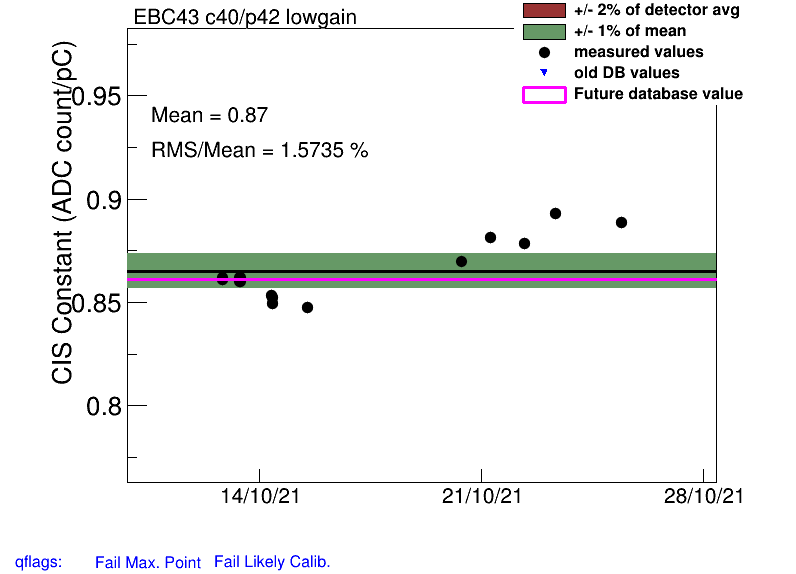 EBC43 c40/p42 lowgain
+/- 2% of detector avg
+/- 1% of mean
measured values
old DB values
Future database value
Mean = 0.87
RMS/Mean = 1.5735 %
CIS Constant (ADC count/pC)
0.95
0.9
0.85
0.8
14/10/21 21/10/21 28/10/21
qflags: Fail Max. Point Fail Likely Calib.